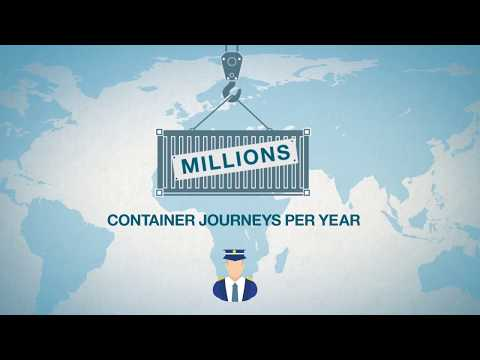 MILLIONS
CONTAINER JOURNEYS PER YEAR